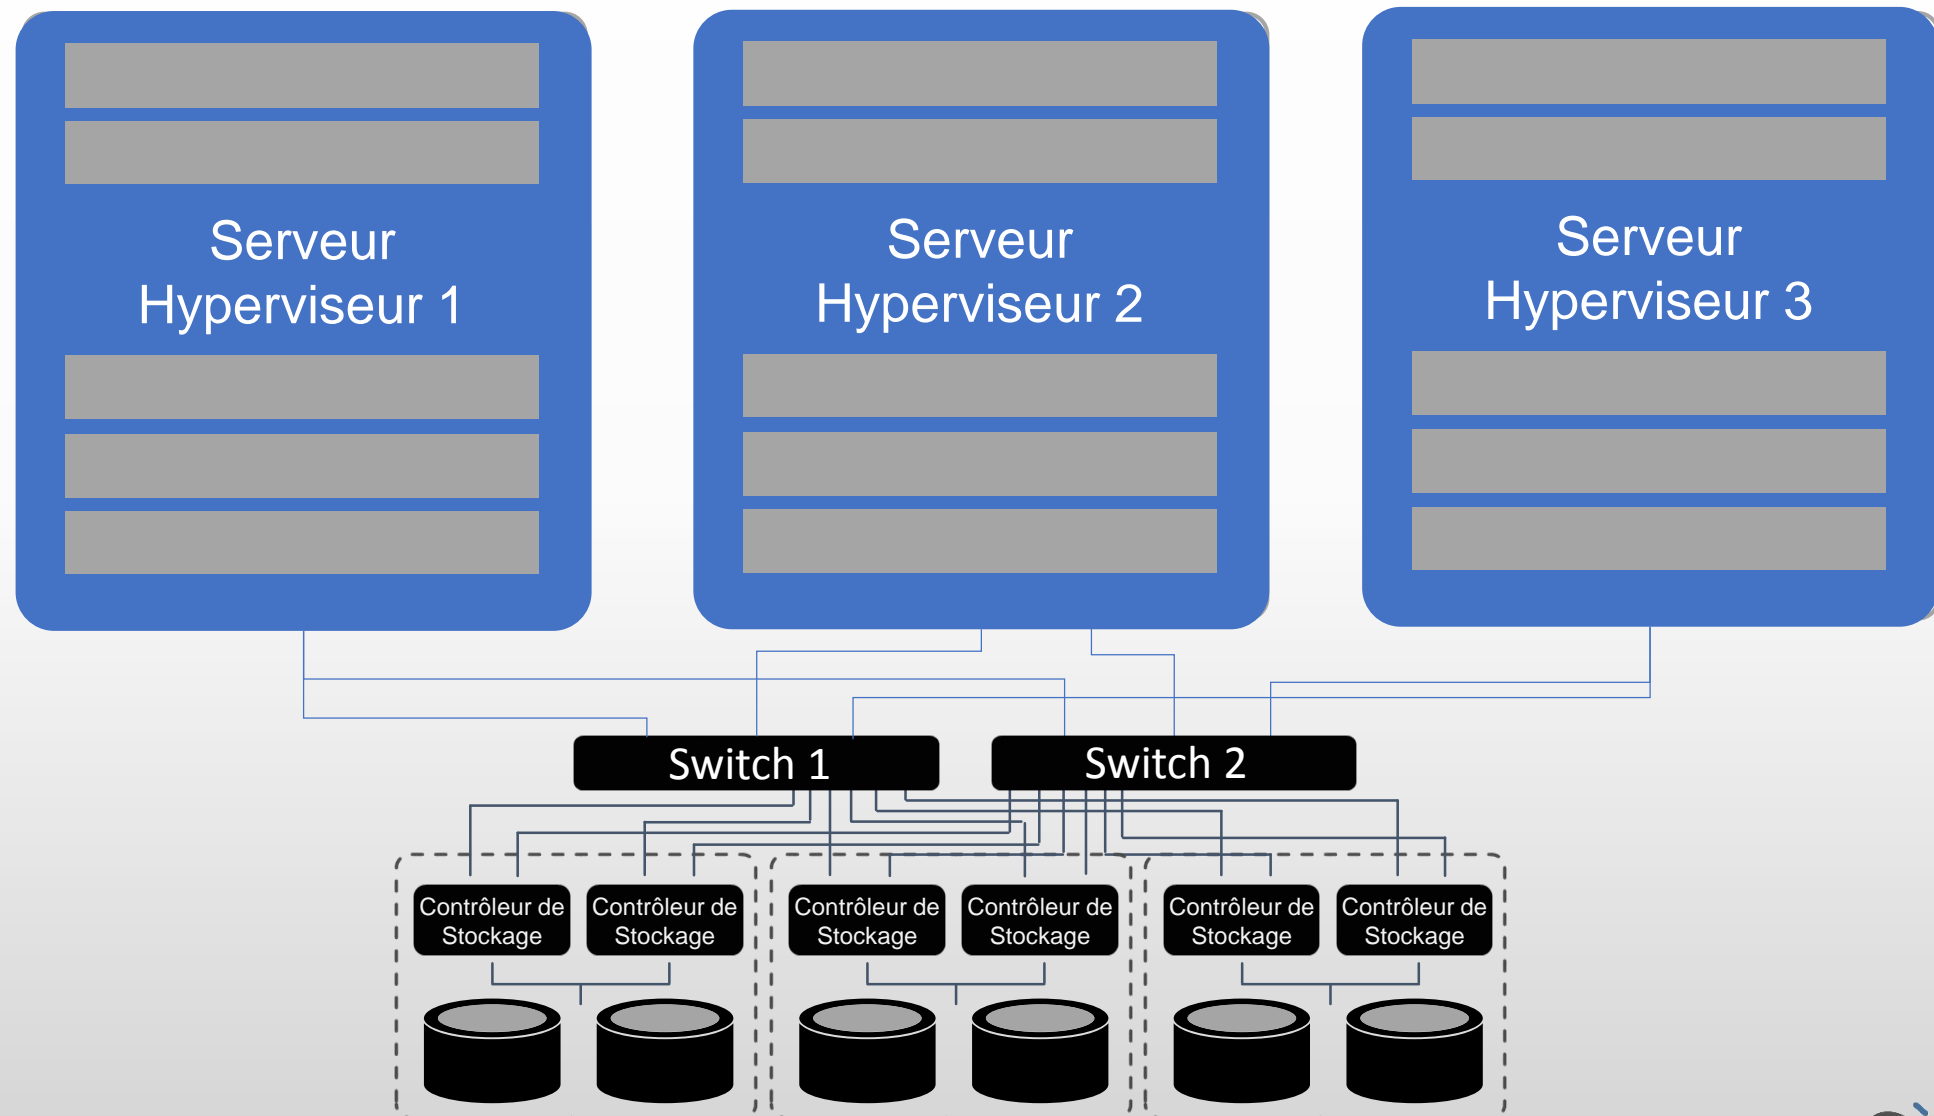 Serveur
Hyperviseur 1
Serveur
Hyperviseur 2
Serveur
Hyperviseur 3
Switch 1
Switch 2
Contrôleur de
Stockage
Contrôleur de
Stockage
Contrôleur de
Stockage
Contrôleur de
Stockage
Contrôleur de
Stockage
Contrôleur de
Stockage